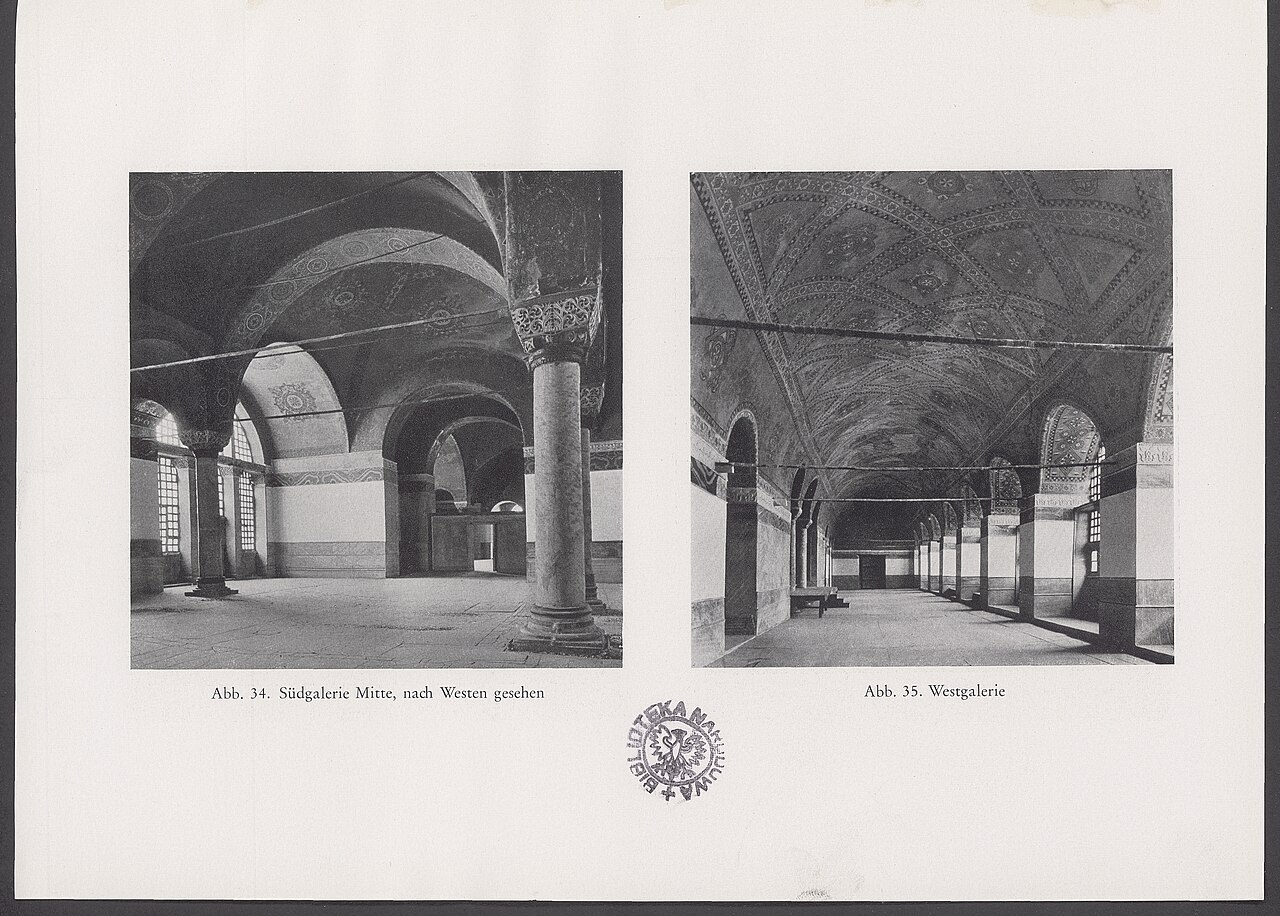 Abb. 34. Südgalerie Mitte, nach Westen gesehen
Abb. 35. Westgalerie
BIBLIOTEKA NARODOWA